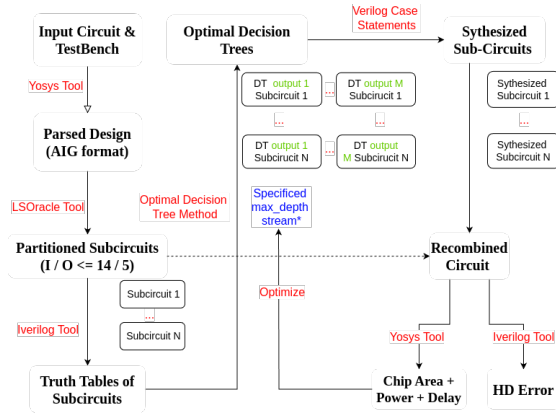 Input Circuit &
TestBench
Yosys Tool
Parsed Design
(AIG format)
LSOracle Tool
Partitioned Subcircuits
(I / O <= 14 / 5)
Subcircuit 1
...
Subcircuit N
Iverilog Tool
Truth Tables of
Subcircuits
Optimal Decision
Tree Method
Optimal Decision
Trees
DT output 1
Subcircuit 1
...
DT output M
Subcirucit 1
...
...
DT output 1
Subcirucit N
...
DT output
M Subcircuit N
Verilog Case
Statements
Sythesized
Sub-Circuits
Sythesized
Subcircuit 1
...
Sythesized
Subcircuit N
Specificed
max_depth
stream*
Optimize
Recombined
Circuit
Yosys Tool
Iverilog Tool
Chip Area +
Power + Delay
HD Error